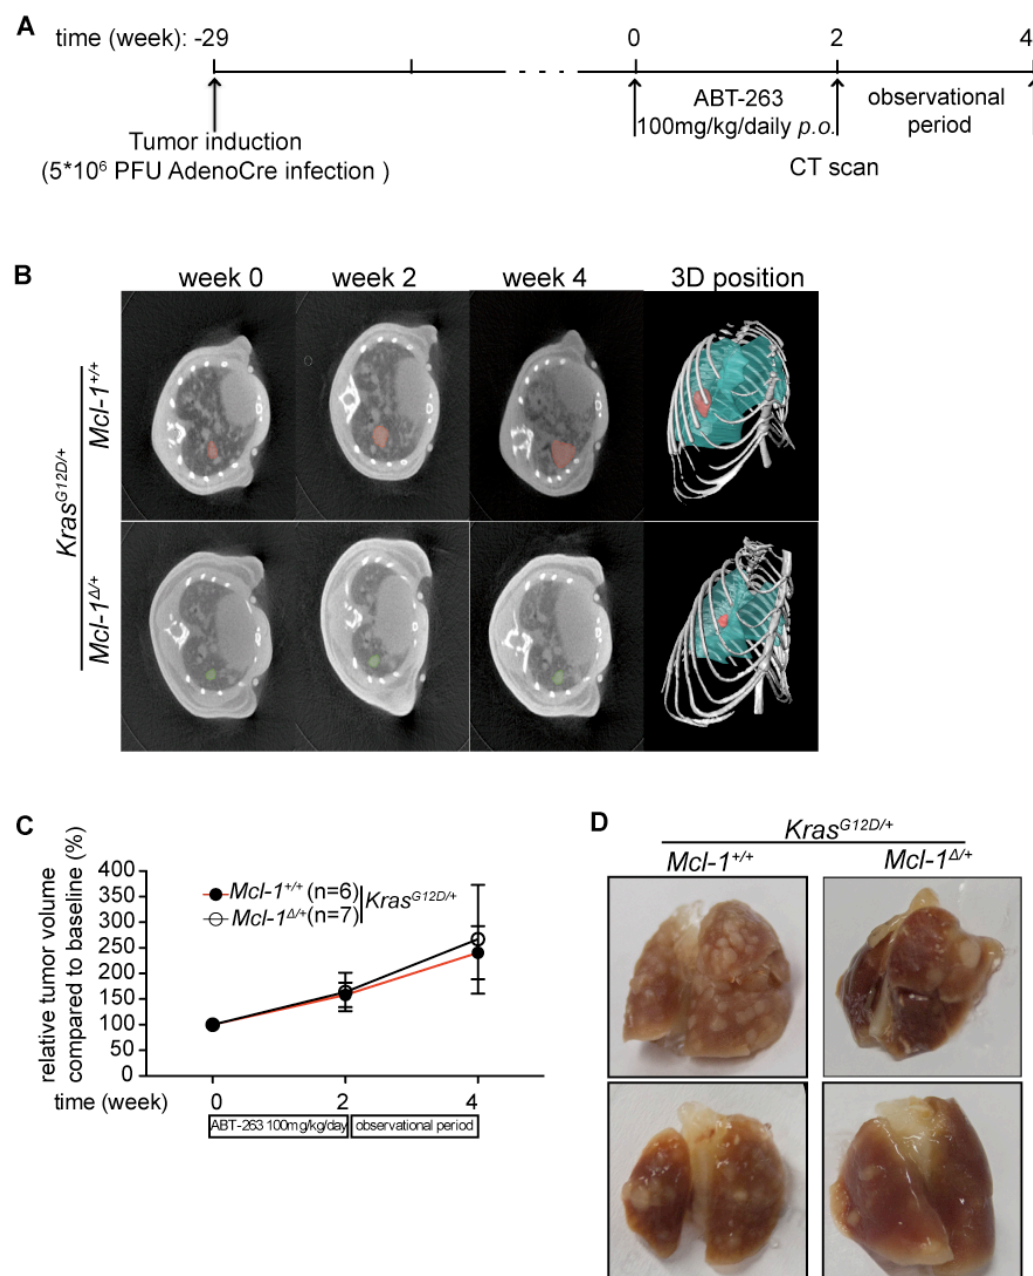 A
time (week): -29
0
2
4
ABT-263
100mg/kg/daily p.o.
observational
period
Tumor induction
(5*10⁶ PFU AdenoCre infection )
CT scan
B
week 0
week 2
week 4
3D position
Kras^G12D/+
Mcl-1^+/+
Mcl-1^Δ/+
C
relative tumor volume
compared to baseline (%)
400
350
300
250
200
150
100
50
0
Mcl-1^+/+ (n=6)
Mcl-1^Δ/+ (n=7)
Kras^G12D/+
time (week)
0
2
4
ABT-263 100mg/kg/day
observational period
D
Kras^G12D/+
Mcl-1^+/+
Mcl-1^Δ/+